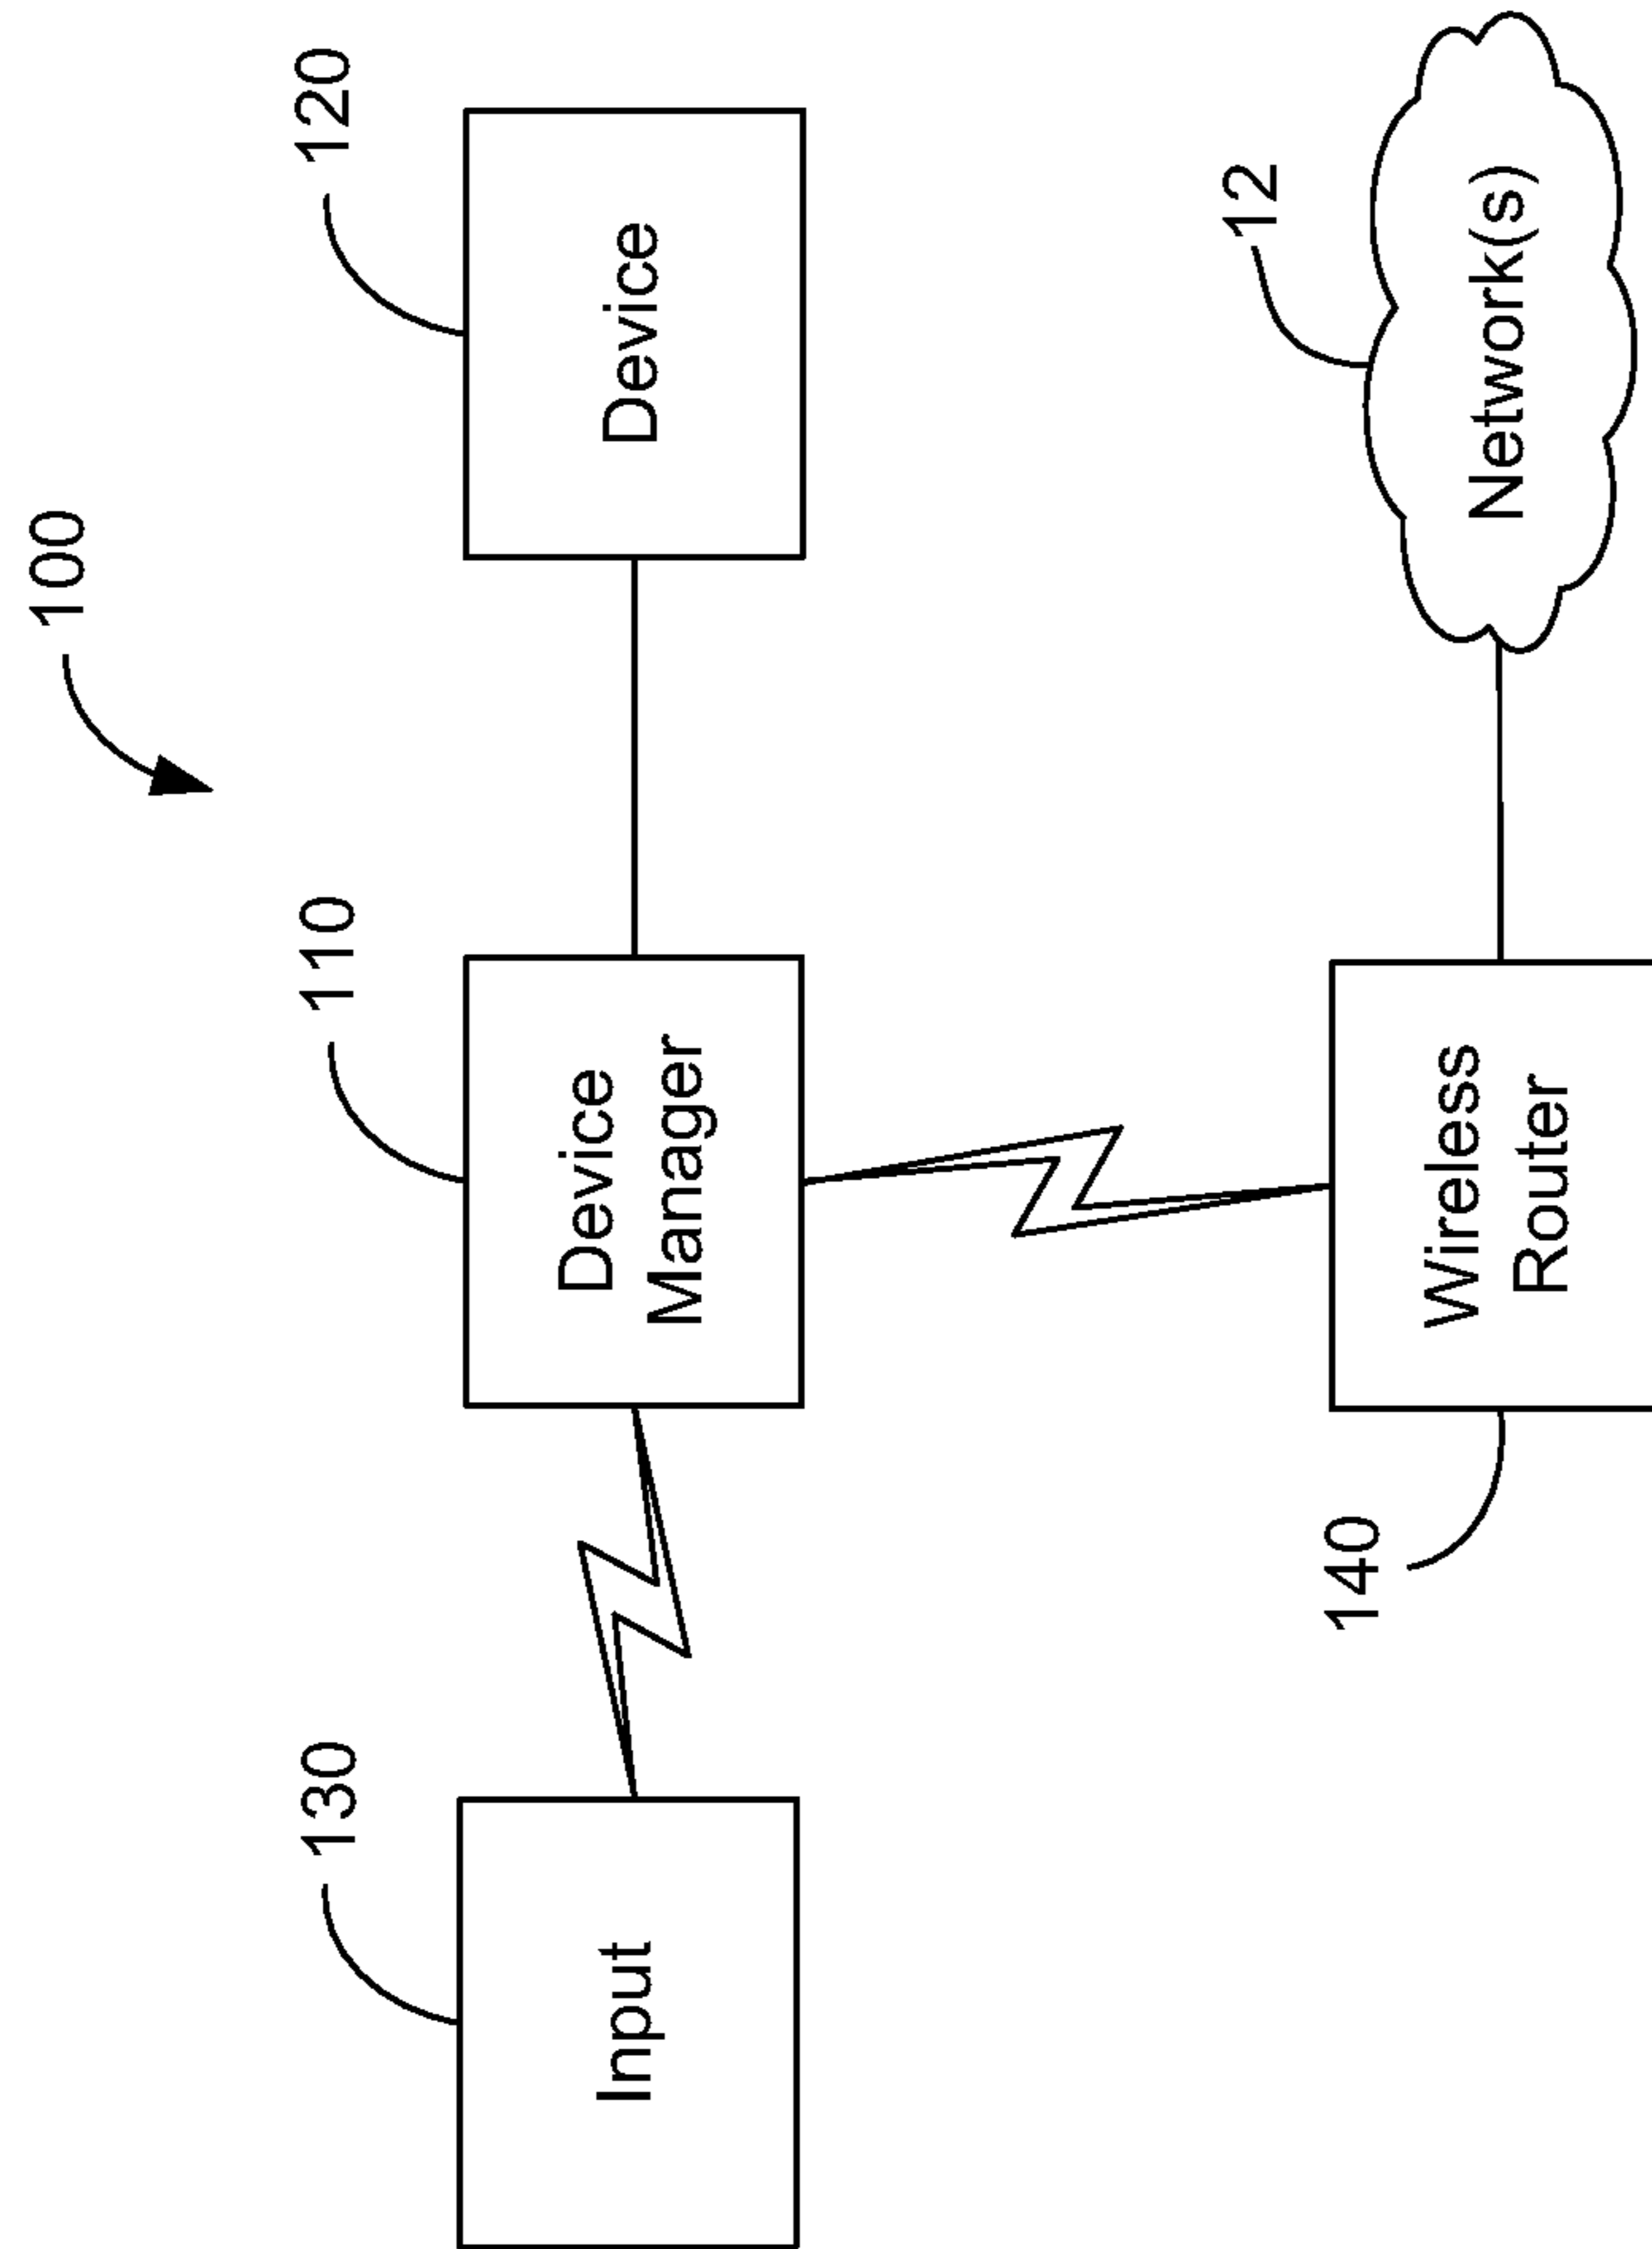 100
130
110
120
Input
Device
Manager
Device
140
12
Wireless
Router
Network(s)